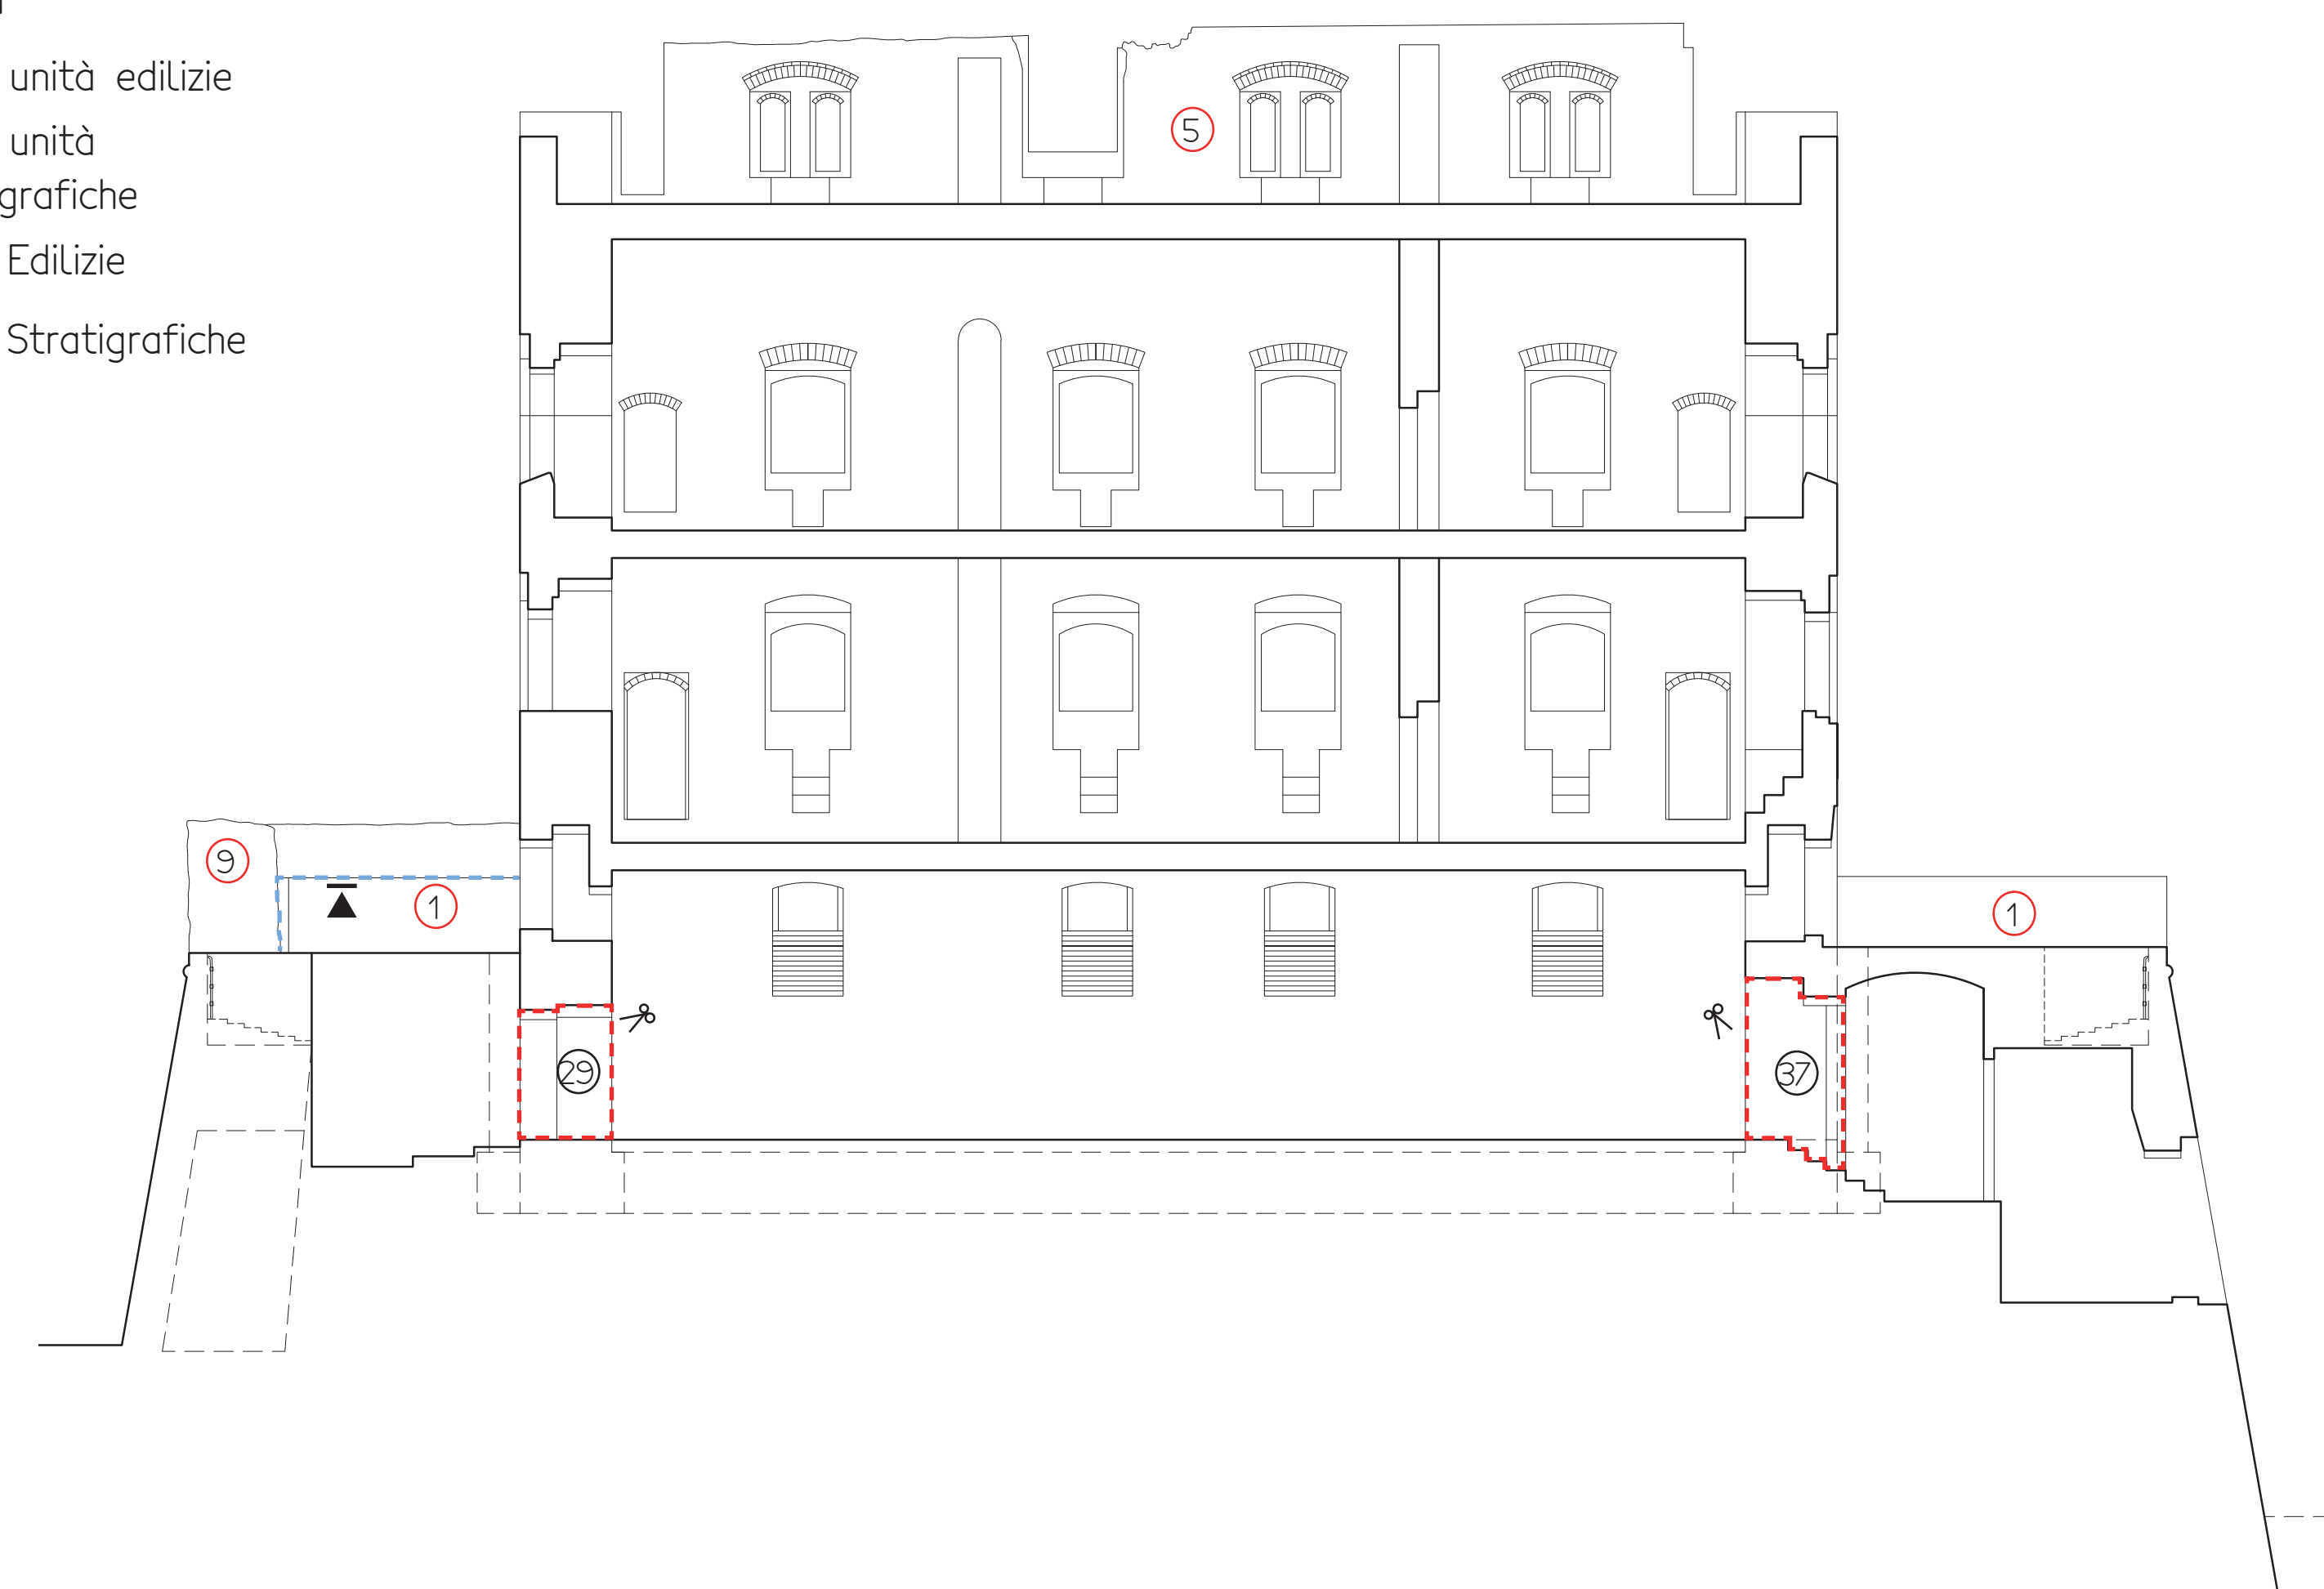 unità edilizie
unità
grafiche
Edilizie
Stratigrafiche
5
9
1
1
29
37